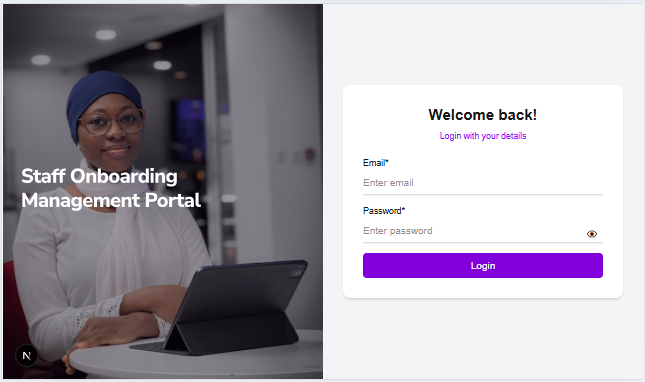 Staff Onboarding
Management Portal
N
Welcome back!
Login with your details
Email*
Enter email
Password*
Enter password
Login